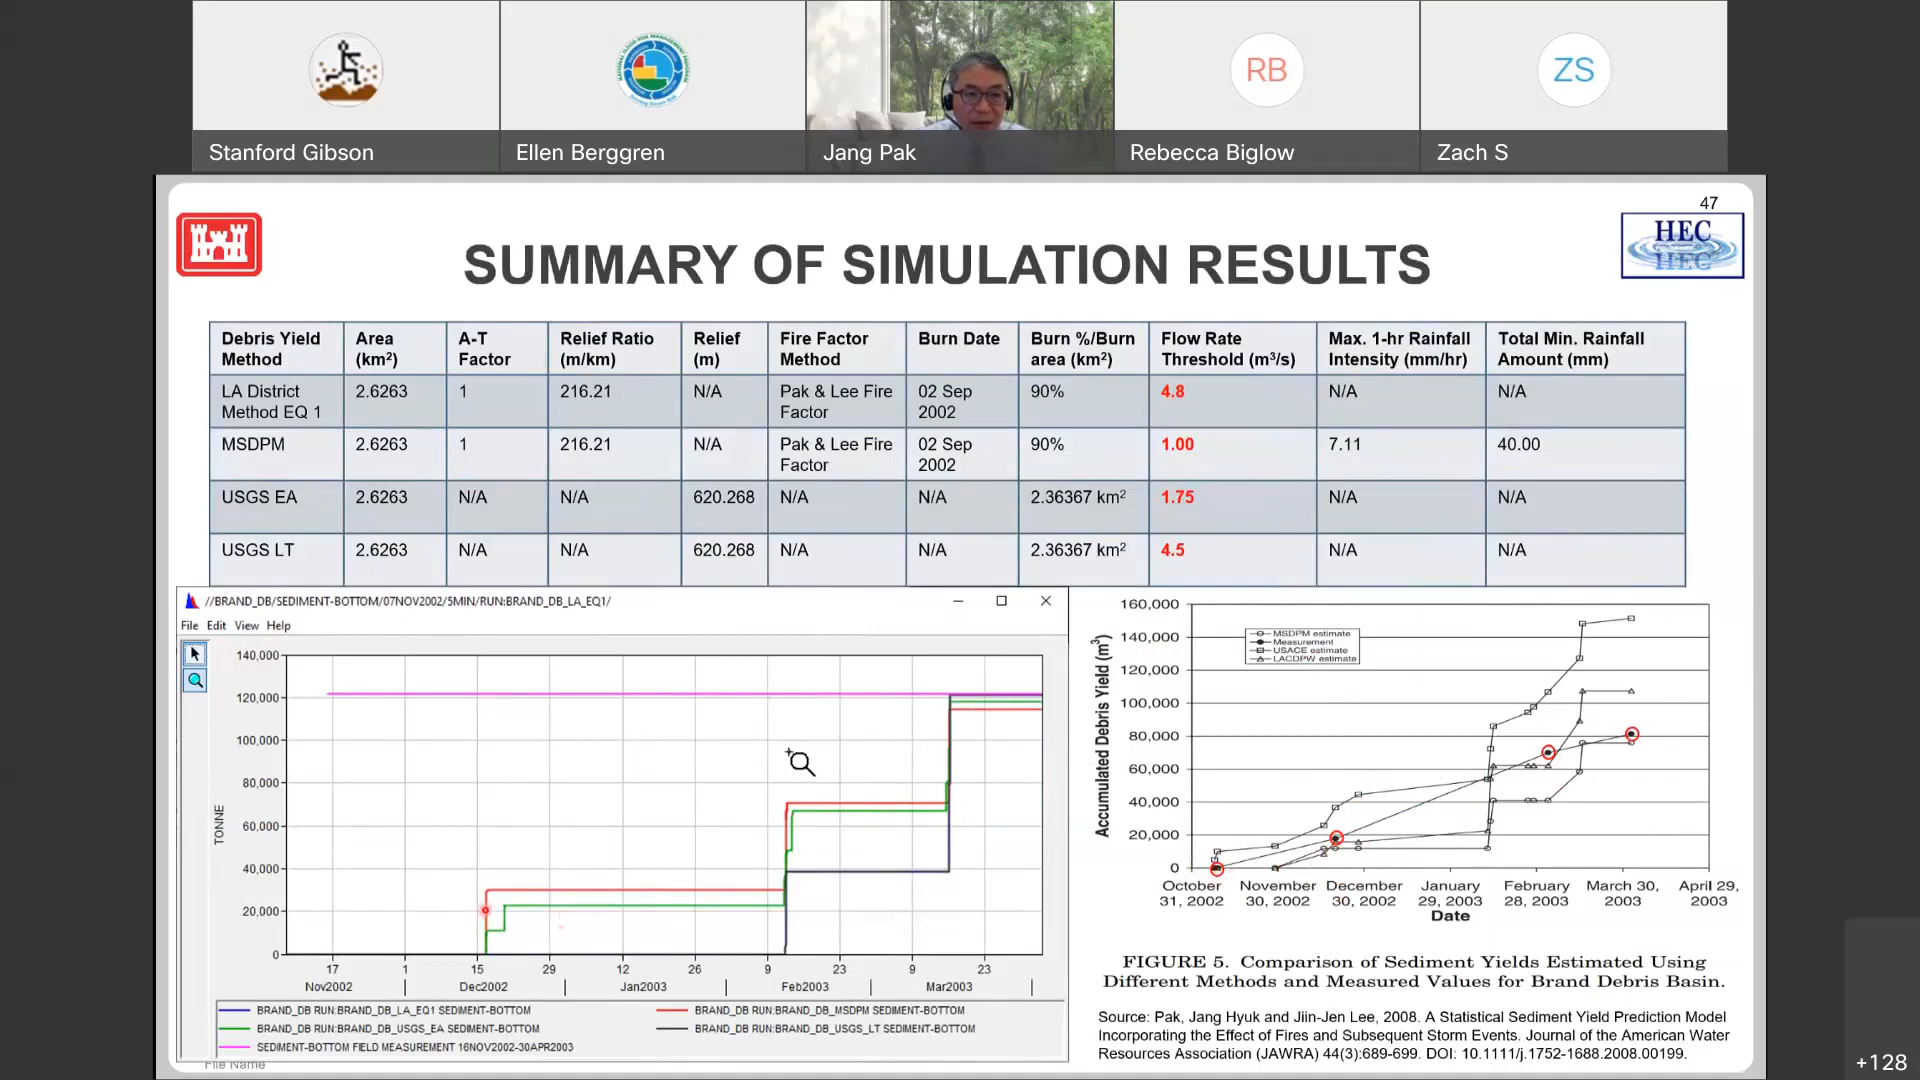 RB
ZS
Stanford Gibson
Ellen Berggren
Jang Pak
Rebecca Biglow
Zach S
47
HEC
SUMMARY OF SIMULATION RESULTS
Debris Yield Method | Area (km²) | A-T Factor | Relief Ratio (m/km) | Relief (m) | Fire Factor Method | Burn Date | Burn %/Burn area (km²) | Flow Rate Threshold (m³/s) | Max. 1-hr Rainfall Intensity (mm/hr) | Total Min. Rainfall Amount (mm)
LA District Method EQ 1 | 2.6263 | 1 | 216.21 | N/A | Pak & Lee Fire Factor | 02 Sep 2002 | 90% | 4.8 | N/A | N/A
MSDPM | 2.6263 | 1 | 216.21 | N/A | Pak & Lee Fire Factor | 02 Sep 2002 | 90% | 1.00 | 7.11 | 40.00
USGS EA | 2.6263 | N/A | N/A | 620.268 | N/A | N/A | 2.36367 km² | 1.75 | N/A | N/A
USGS LT | 2.6263 | N/A | N/A | 620.268 | N/A | N/A | 2.36367 km² | 4.5 | N/A | N/A
//BRAND_DB/SEDIMENT-BOTTOM/07NOV2002/5MIN/RUN:BRAND_DB_LA_EQ1/
File Edit View Help
140,000
120,000
100,000
80,000
60,000
40,000
20,000
0
TONNE
17 1 15 29 12 26 9 23 9 23
Nov2002 Dec2002 Jan2003 Feb2003 Mar2003
BRAND_DB RUN:BRAND_DB_LA_EQ1 SEDIMENT-BOTTOM
BRAND_DB RUN:BRAND_DB_MSDPM SEDIMENT-BOTTOM
BRAND_DB RUN:BRAND_DB_USGS_EA SEDIMENT-BOTTOM
BRAND_DB RUN:BRAND_DB_USGS_LT SEDIMENT-BOTTOM
SEDIMENT-BOTTOM FIELD MEASUREMENT 16NOV2002-30APR2003
File Name
160,000
140,000
120,000
100,000
80,000
60,000
40,000
20,000
0
Accumulated Debris Yield (m³)
MSDPM estimate
Measurement
USACE estimate
LACDPW estimate
October November December January February March 30, April 29,
31, 2002 30, 2002 30, 2002 29, 2003 28, 2003 2003 2003
Date
FIGURE 5. Comparison of Sediment Yields Estimated Using
Different Methods and Measured Values for Brand Debris Basin.
Source: Pak, Jang Hyuk and Jiin-Jen Lee, 2008. A Statistical Sediment Yield Prediction Model
Incorporating the Effect of Fires and Subsequent Storm Events. Journal of the American Water
Resources Association (JAWRA) 44(3):689-699. DOI: 10.1111/j.1752-1688.2008.00199.
+128